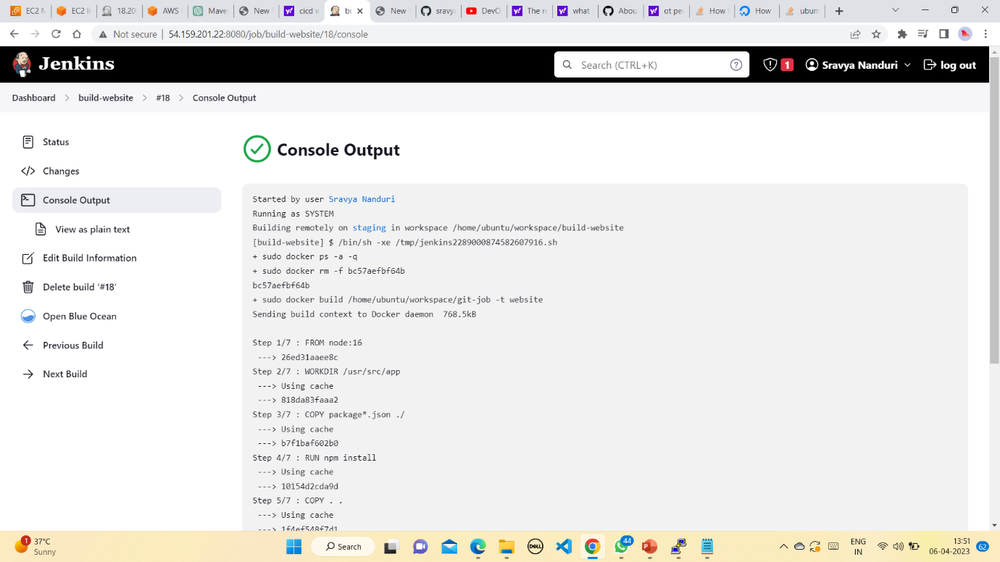 EC2 M
EC2 In
18.20
AWS
Mave
New T
cicd w
bu
New T
sravya
DevO
The re
what
Abou
ot per
How t
How
ubunt
Not secure | 54.159.201.22:8080/job/build-website/18/console
Jenkins
Search (CTRL+K)
1
Sravya Nanduri
log out
Dashboard
build-website
#18
Console Output
Status
Changes
Console Output
View as plain text
Edit Build Information
Delete build ‘#18’
Open Blue Ocean
Previous Build
Next Build
Console Output
Started by user Sravya Nanduri
Running as SYSTEM
Building remotely on staging in workspace /home/ubuntu/workspace/build-website
[build-website] $ /bin/sh -xe /tmp/jenkins2289000874582607916.sh
+ sudo docker ps -a -q
+ sudo docker rm -f bc57aefbf64b
bc57aefbf64b
+ sudo docker build /home/ubuntu/workspace/git-job -t website
Sending build context to Docker daemon  768.5kB
Step 1/7 : FROM node:16
---> 26ed31aaee8c
Step 2/7 : WORKDIR /usr/src/app
---> Using cache
---> 818da83faaa2
Step 3/7 : COPY package*.json ./
---> Using cache
---> b7f1baf602b0
Step 4/7 : RUN npm install
---> Using cache
---> 10154d2cda9d
Step 5/7 : COPY . .
---> Using cache
---> 1f4ef548f7d1
1
37°C
Sunny
Search
DELL
44
ENG
IN
13:51
06-04-2023
62